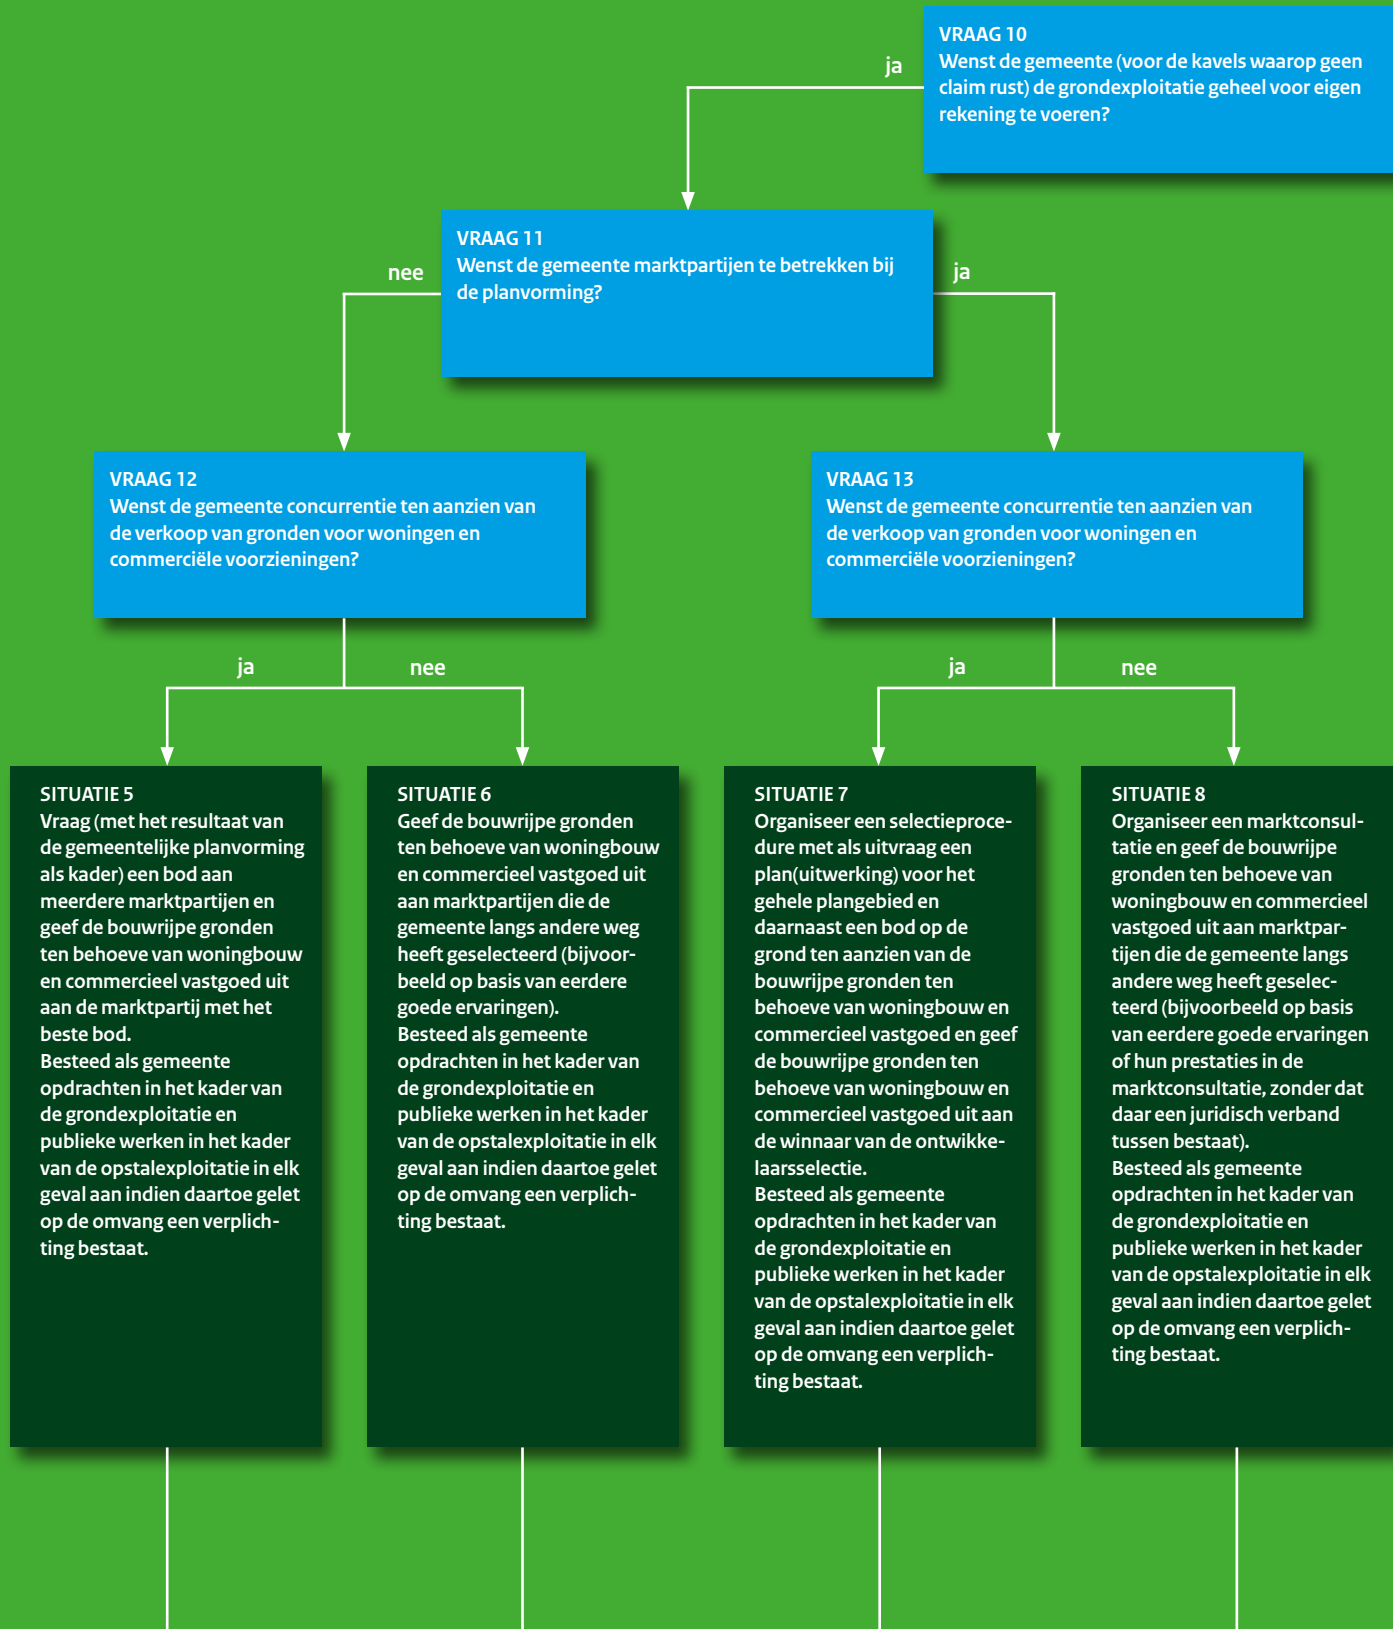 VRAAG 10
Wenst de gemeente (voor de kavels waarop geen
claim rust) de grondexploitatie geheel voor eigen
rekening te voeren?
ja
VRAAG 11
Wenst de gemeente marktpartijen te betrekken bij
de planvorming?
nee
ja
VRAAG 12
Wenst de gemeente concurrentie ten aanzien van
de verkoop van gronden voor woningen en
commerciële voorzieningen?
VRAAG 13
Wenst de gemeente concurrentie ten aanzien van
de verkoop van gronden voor woningen en
commerciële voorzieningen?
ja
nee
ja
nee
SITUATIE 5
Vraag (met het resultaat van
de gemeentelijke planvorming
als kader) een bod aan
meerdere marktpartijen en
geef de bouwrijpe gronden
ten behoeve van woningbouw
en commercieel vastgoed uit
aan de marktpartij met het
beste bod.
Besteed als gemeente
opdrachten in het kader van
de grondexploitatie en
publieke werken in het kader
van de opstalexploitatie in elk
geval aan indien daartoe gelet
op de omvang een verplich-
ting bestaat.
SITUATIE 6
Geef de bouwrijpe gronden
ten behoeve van woningbouw
en commercieel vastgoed uit
aan marktpartijen die de
gemeente langs andere weg
heeft geselecteerd (bijvoor-
beeld op basis van eerdere
goede ervaringen).
Besteed als gemeente
opdrachten in het kader van
de grondexploitatie en
publieke werken in het kader
van de opstalexploitatie in elk
geval aan indien daartoe gelet
op de omvang een verplich-
ting bestaat.
SITUATIE 7
Organiseer een selectieproce-
dure met als uitvraag een
plan(uitwerking) voor het
gehele plangebied en
daarnaast een bod op de
grond ten aanzien van de
bouwrijpe gronden ten
behoeve van woningbouw en
commercieel vastgoed en geef
de bouwrijpe gronden ten
behoeve van woningbouw en
commercieel vastgoed uit aan
de winnaar van de ontwikke-
laarsselectie.
Besteed als gemeente
opdrachten in het kader van
de grondexploitatie en
publieke werken in het kader
van de opstalexploitatie in elk
geval aan indien daartoe gelet
op de omvang een verplich-
ting bestaat.
SITUATIE 8
Organiseer een marktconsul-
tatie en geef de bouwrijpe
gronden ten behoeve van
woningbouw en commercieel
vastgoed uit aan marktpar-
tijen die de gemeente langs
andere weg heeft geselec-
teerd (bijvoorbeeld op basis
van eerdere goede ervaringen
of hun prestaties in de
marktconsultatie, zonder dat
daar een juridisch verband
tussen bestaat).
Besteed als gemeente
opdrachten in het kader van
de grondexploitatie en
publieke werken in het kader
van de opstalexploitatie in elk
geval aan indien daartoe gelet
op de omvang een verplich-
ting bestaat.